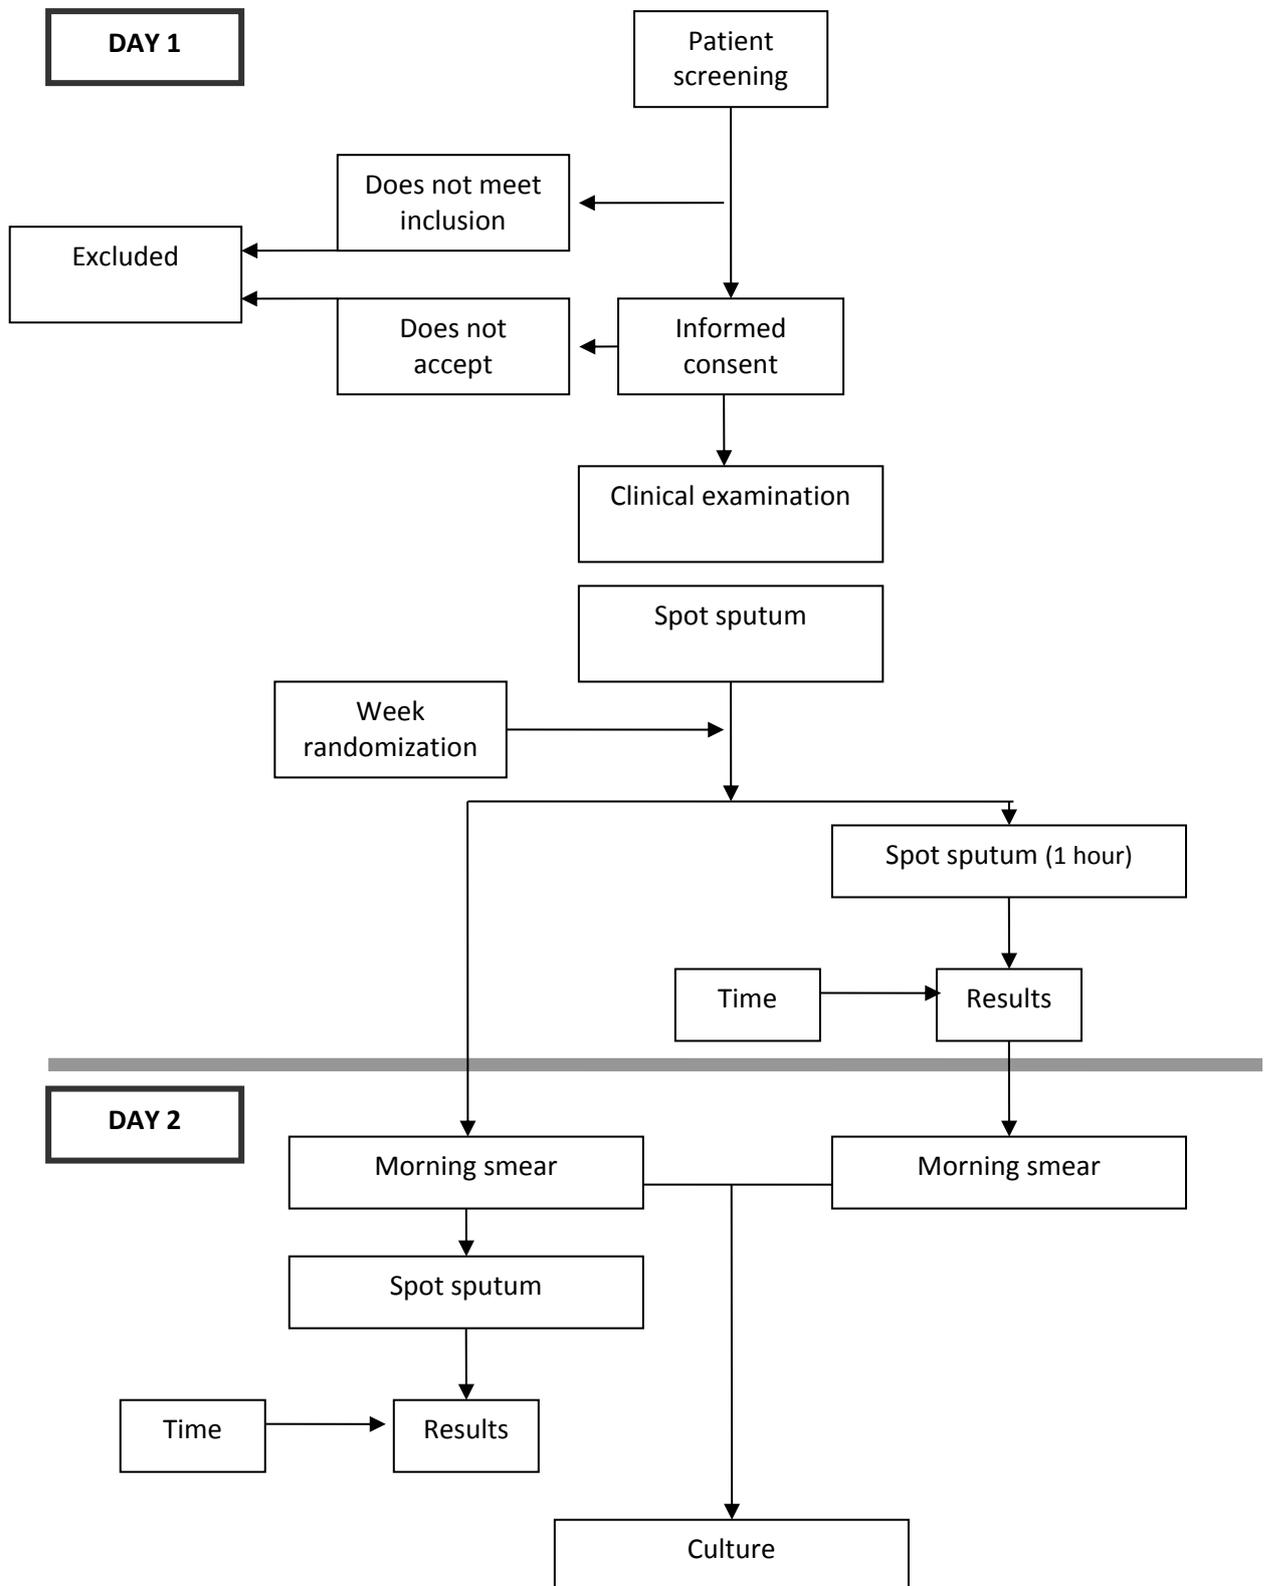 DAY 1
Patient
screening
Does not meet
inclusion
Excluded
Does not
accept
Informed
consent
Clinical examination
Spot sputum
Week
randomization
Spot sputum (1 hour)
Time
Results
DAY 2
Morning smear
Morning smear
Spot sputum
Time
Results
Culture